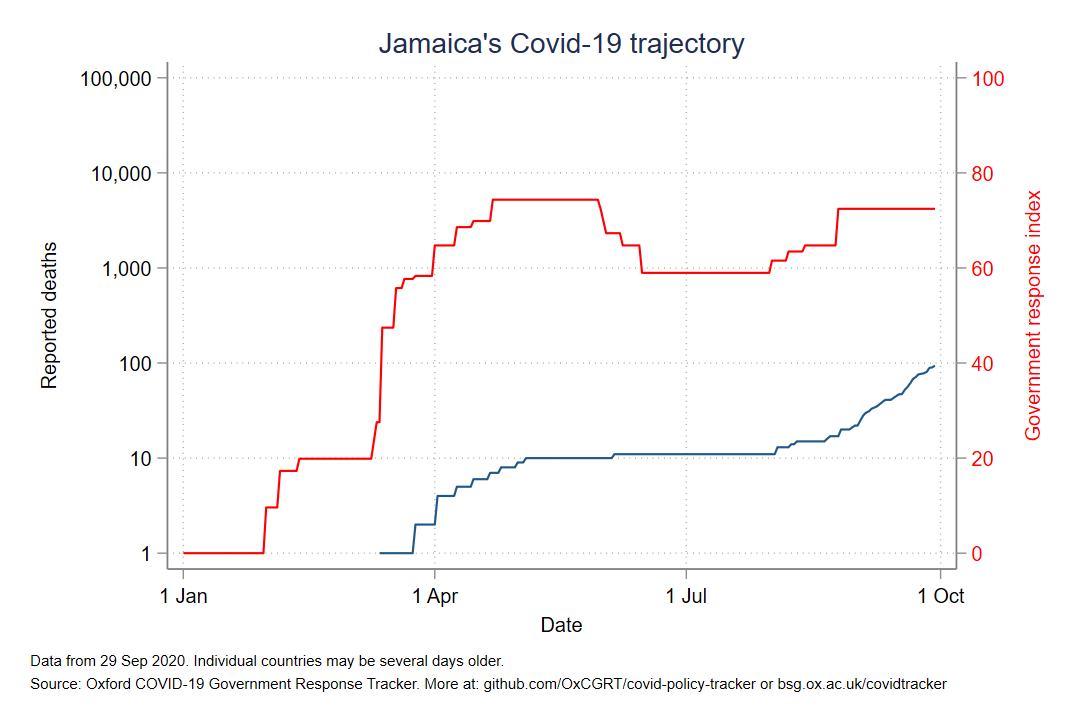 Jamaica's Covid-19 trajectory
100,000
10,000
1,000
100
10
1
Reported deaths
100
80
60
40
20
0
Government response index
1 Jan
1 Apr
1 Jul
1 Oct
Date
Data from 29 Sep 2020. Individual countries may be several days older.
Source: Oxford COVID-19 Government Response Tracker. More at: github.com/OxCGRT/covid-policy-tracker or bsg.ox.ac.uk/covidtracker